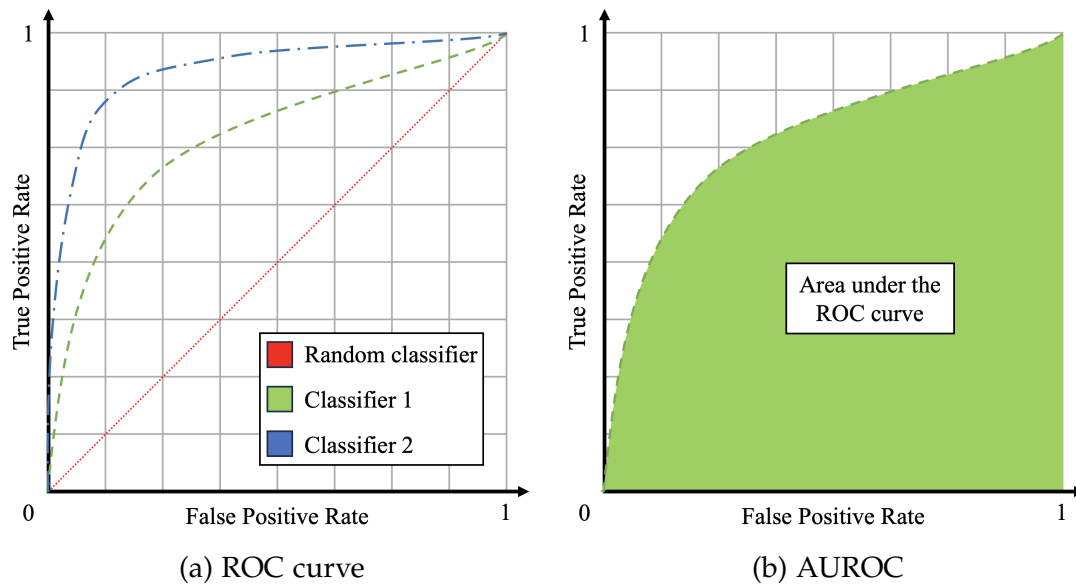 1
True Positive Rate
Random classifier
Classifier 1
Classifier 2
0
False Positive Rate
1
(a) ROC curve
1
True Positive Rate
Area under the
ROC curve
0
False Positive Rate
1
(b) AUROC